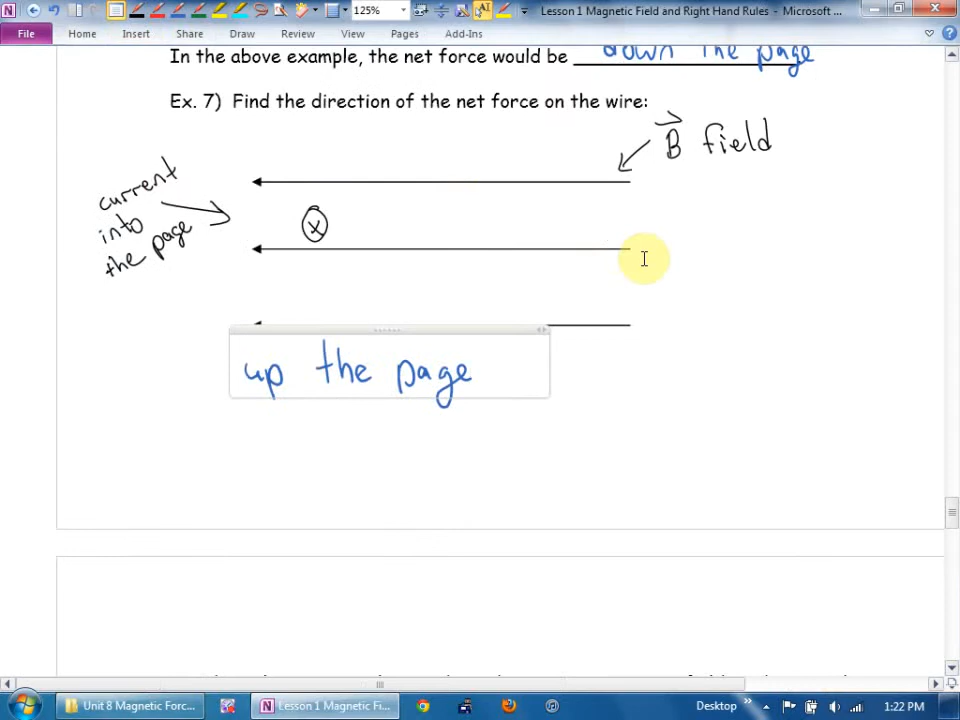 125%
Lesson 1 Magnetic Field and Right Hand Rules - Microsoft ...
File Home Insert Share Draw Review View Pages Add-Ins
In the above example, the net force would be down the page
Ex. 7) Find the direction of the net force on the wire:
B field
current
into
the page
x
up the page
Unit 8 Magnetic Forc...
Lesson 1 Magnetic Fi...
Desktop
1:22 PM